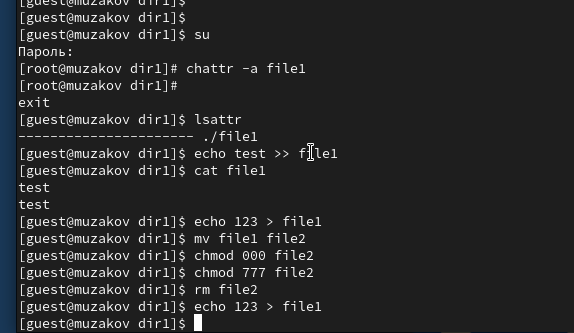 [guest@muzakov dir1]$
[guest@muzakov dir1]$
[guest@muzakov dir1]$ su
Пароль:
[root@muzakov dir1]# chattr -a file1
[root@muzakov dir1]#
exit
[guest@muzakov dir1]$ lsattr
---------------------- ./file1
[guest@muzakov dir1]$ echo test >> file1
[guest@muzakov dir1]$ cat file1
test
test
[guest@muzakov dir1]$ echo 123 > file1
[guest@muzakov dir1]$ mv file1 file2
[guest@muzakov dir1]$ chmod 000 file2
[guest@muzakov dir1]$ chmod 777 file2
[guest@muzakov dir1]$ rm file2
[guest@muzakov dir1]$ echo 123 > file1
[guest@muzakov dir1]$